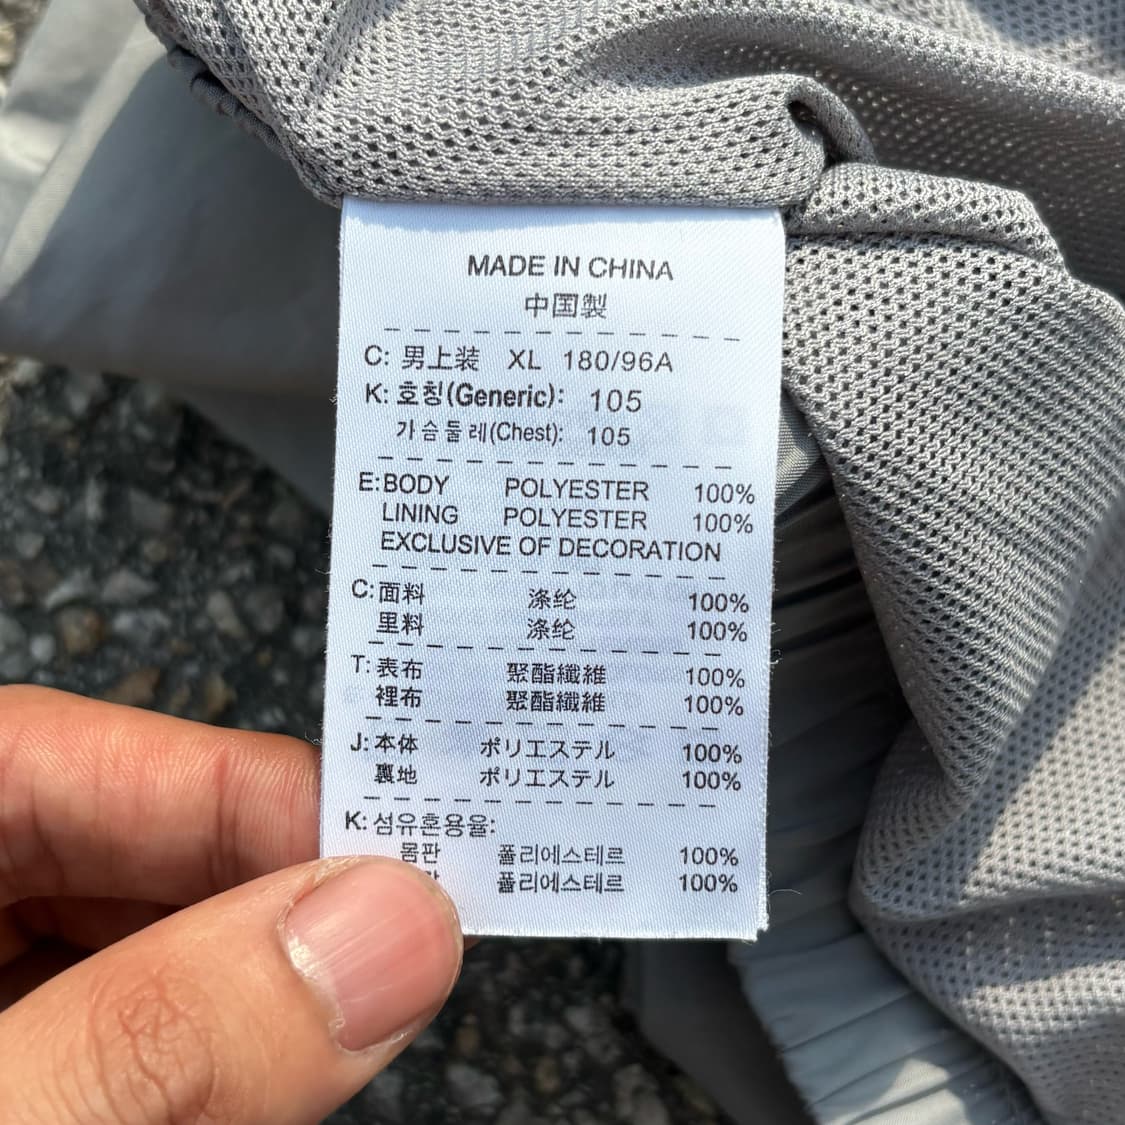 MADE IN CHINA
中国製
C: 男上装 XL 180/96A
K: 호칭(Generic): 105
가슴둘레(Chest): 105
E: BODY POLYESTER 100%
LINING POLYESTER 100%
EXCLUSIVE OF DECORATION
C: 面料 涤纶 100%
里料 涤纶 100%
T: 表布 聚酯纖維 100%
裡布 聚酯纖維 100%
J: 本体 ポリエステル 100%
裏地 ポリエステル 100%
K: 섬유혼용율:
몸판 폴리에스테르 100%
폴리에스테르 100%